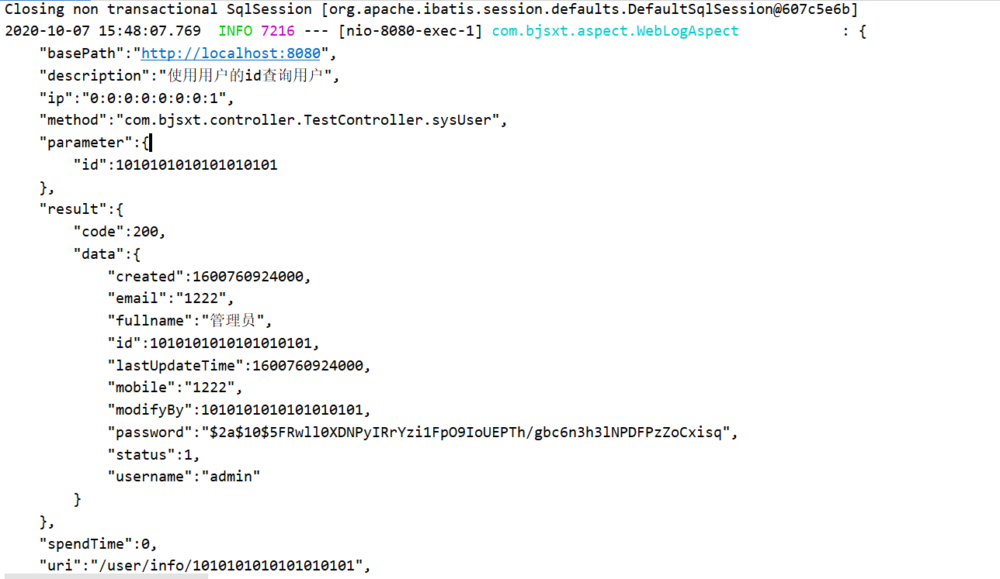 Closing non transactional SqlSession [org.apache.ibatis.session.defaults.DefaultSqlSession@607c5e6b]
2020-10-07 15:48:07.769  INFO 7216 --- [nio-8080-exec-1] com.bjsxt.aspect.WebLogAspect            : {
    "basePath":"http://localhost:8080",
    "description":"使用用户的id查询用户",
    "ip":"0:0:0:0:0:0:0:1",
    "method":"com.bjsxt.controller.TestController.sysUser",
    "parameter":{
        "id":1010101010101010101
    },
    "result":{
        "code":200,
        "data":{
            "created":1600760924000,
            "email":"1222",
            "fullname":"管理员",
            "id":1010101010101010101,
            "lastUpdateTime":1600760924000,
            "mobile":"1222",
            "modifyBy":1010101010101010101,
            "password":"$2a$10$5FRwll0XDNPyIRrYzi1FpO9IoUEPTh/gbc6n3h3lNPDFPzZoCxisq",
            "status":1,
            "username":"admin"
        }
    },
    "spendTime":0,
    "uri":"/user/info/1010101010101010101",